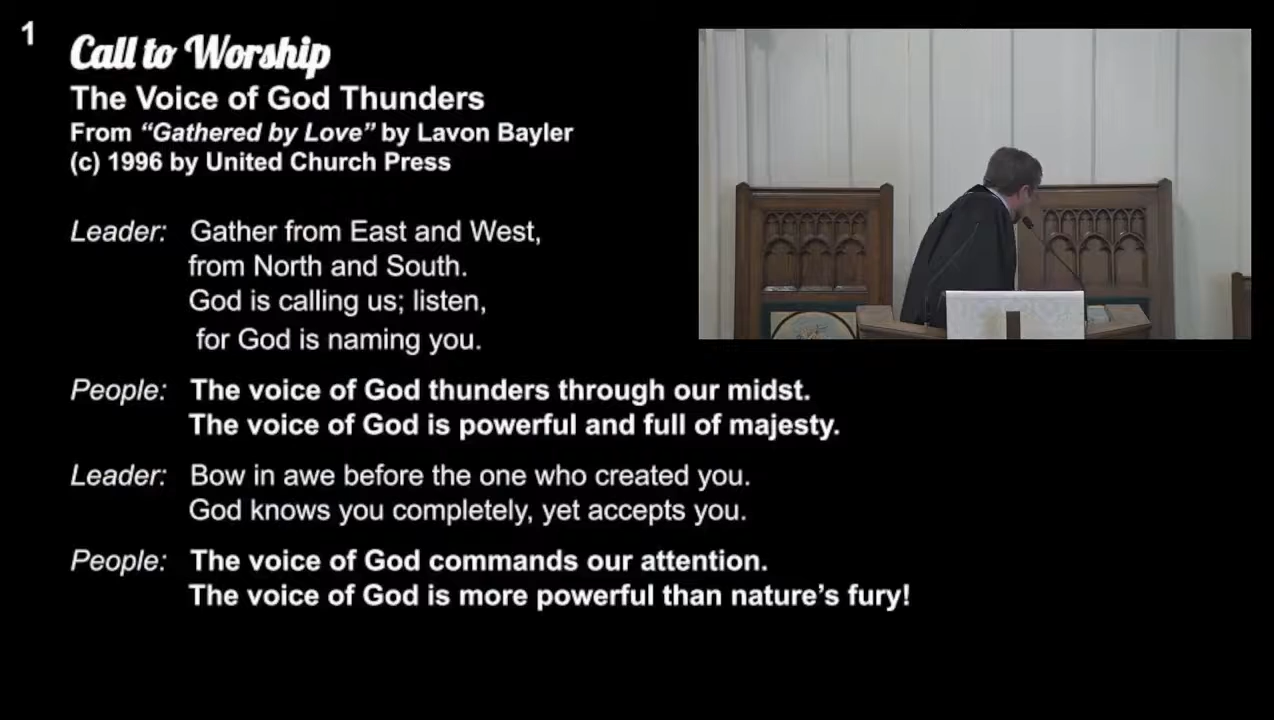 1
Call to Worship
The Voice of God Thunders
From “Gathered by Love” by Lavon Bayler
(c) 1996 by United Church Press
Leader: Gather from East and West,
from North and South.
God is calling us; listen,
for God is naming you.
People: The voice of God thunders through our midst.
The voice of God is powerful and full of majesty.
Leader: Bow in awe before the one who created you.
God knows you completely, yet accepts you.
People: The voice of God commands our attention.
The voice of God is more powerful than nature’s fury!